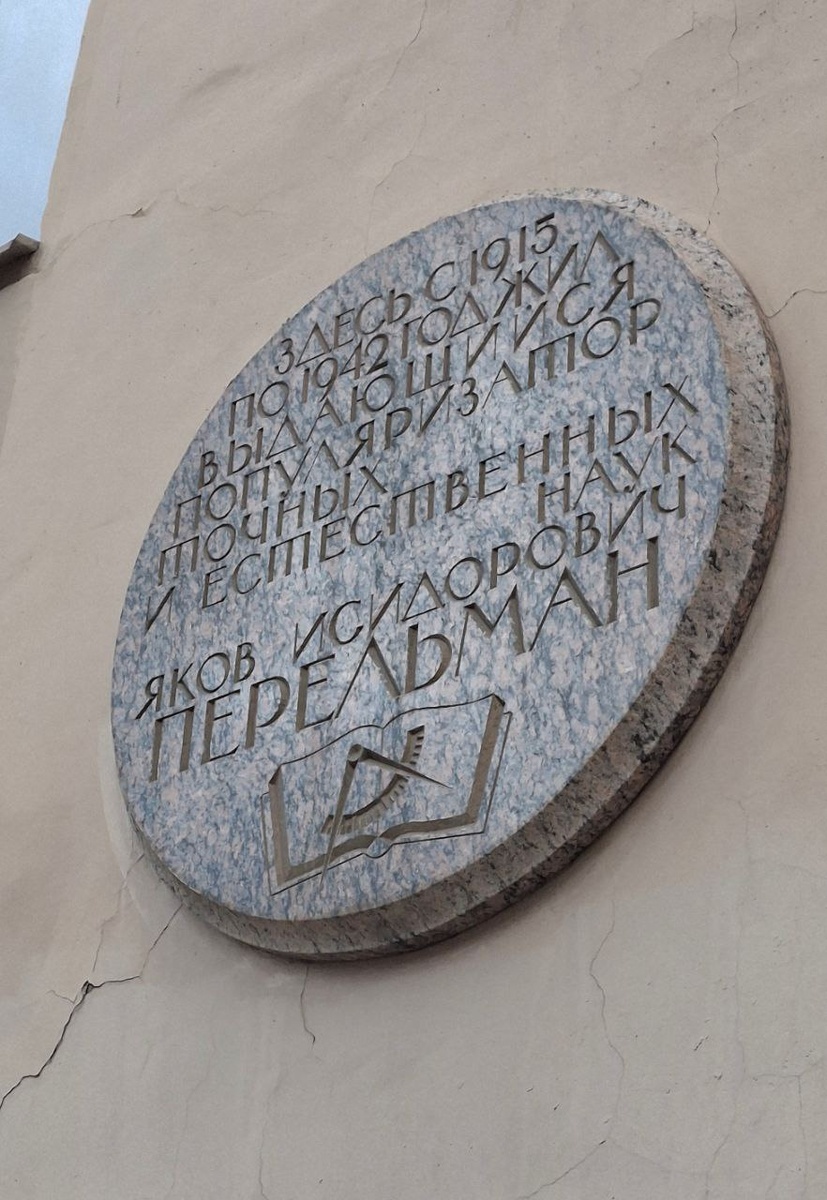 ЗДЕСЬ С 1915
ПО 1942 ГОД ЖИЛ
ВЫДАЮЩИЙСЯ
ПОПУЛЯРИЗАТОР
ТОЧНЫХ
И ЕСТЕСТВЕННЫХ
НАУК
ЯКОВ ИСИДОРОВИЧ
ПЕРЕЛЬМАН